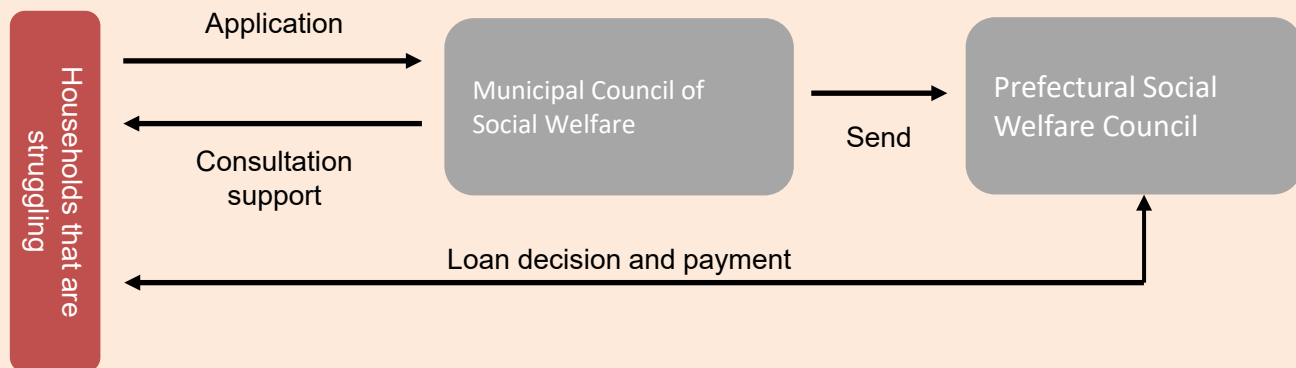 Households that are
struggling
Application
Consultation
support
Municipal Council of
Social Welfare
Send
Prefectural Social
Welfare Council
Loan decision and payment